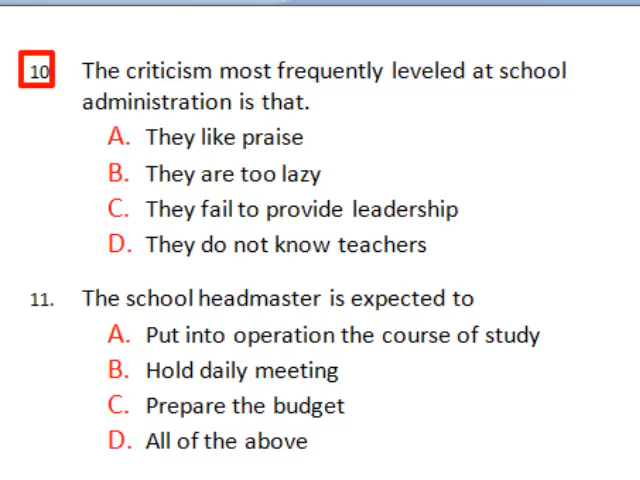 10 The criticism most frequently leveled at school
administration is that.
A. They like praise
B. They are too lazy
C. They fail to provide leadership
D. They do not know teachers
11. The school headmaster is expected to
A. Put into operation the course of study
B. Hold daily meeting
C. Prepare the budget
D. All of the above